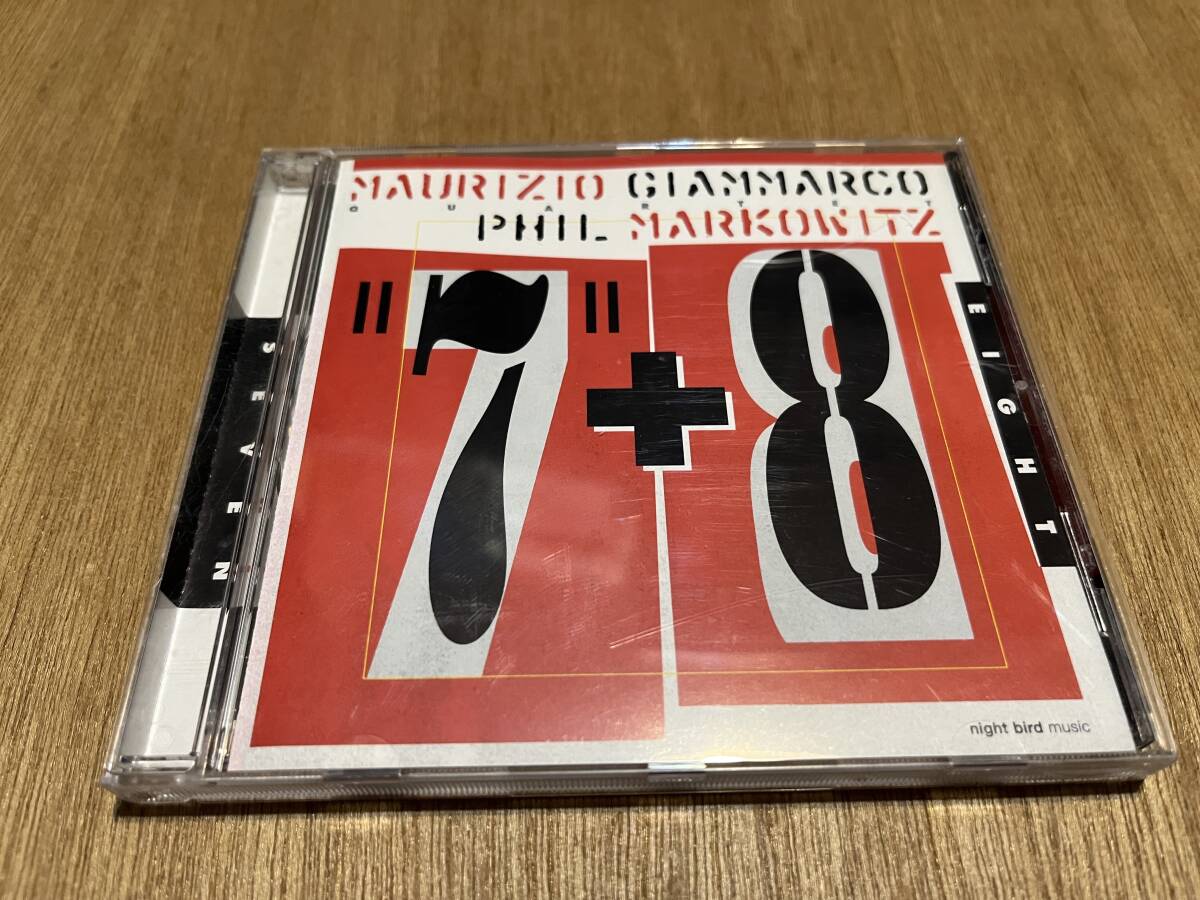 MAURIZIO GIAMMARCO
QUARTET
PHIL MARKOWITZ
"7"+8
SEVEN
EIGHT
night bird music